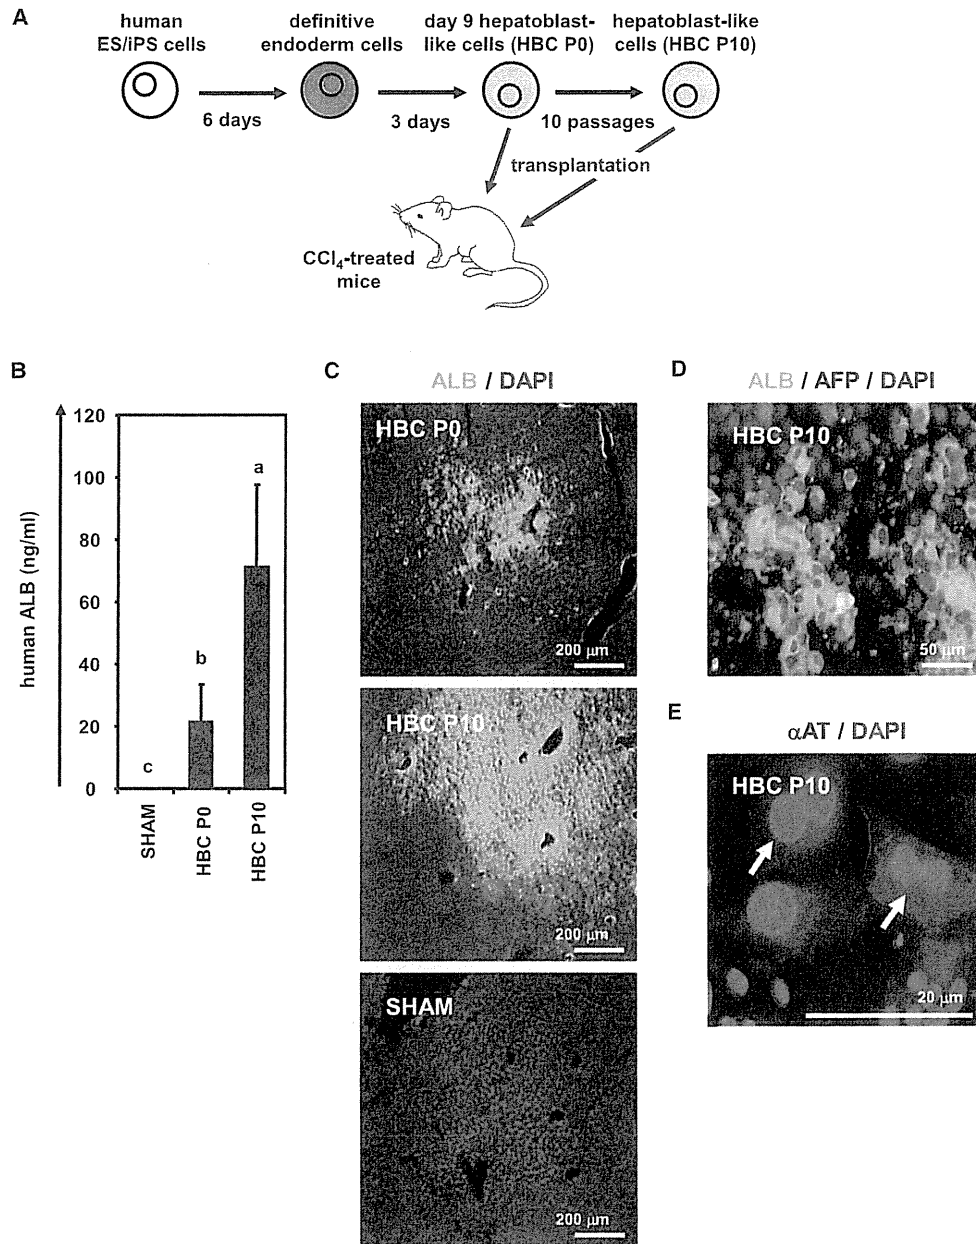 A
human
ES/iPS cells
definitive
endoderm cells
day 9 hepatoblast-
like cells (HBC P0)
hepatoblast-like
cells (HBC P10)
6 days
3 days
10 passages
transplantation
CCl₄-treated
mice
B
human ALB (ng/ml)
120
100
80
60
40
20
0
c
b
a
SHAM
HBC P0
HBC P10
C
ALB / DAPI
HBC P0
200 μm
HBC P10
200 μm
SHAM
200 μm
D
ALB / AFP / DAPI
HBC P10
50 μm
E
αAT / DAPI
HBC P10
20 μm